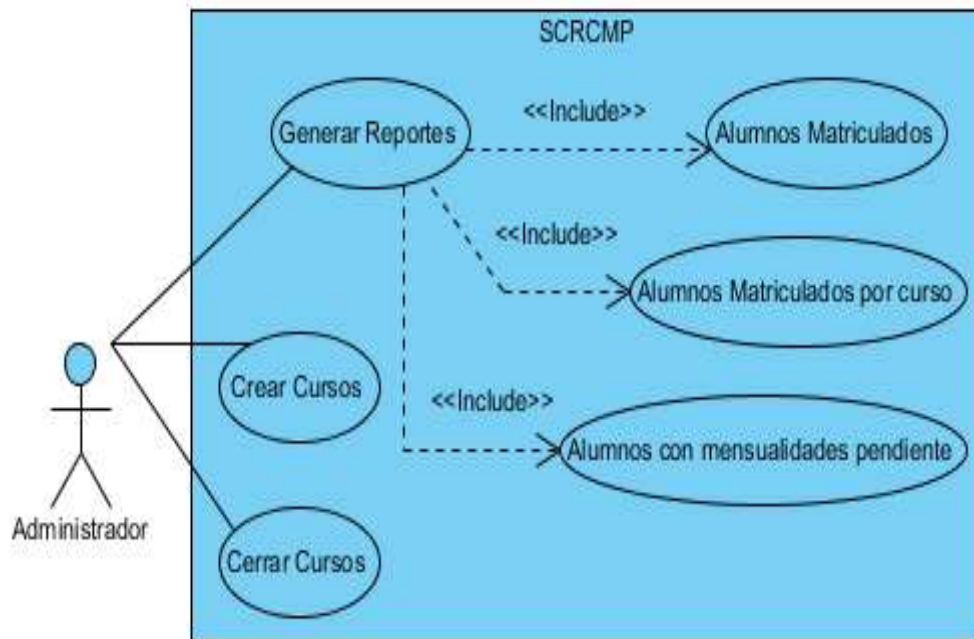 SCRCMP
Generar Reportes
<<Include>>
Alumnos Matriculados
<<Include>>
Alumnos Matriculados por curso
Crear Cursos
<<Include>>
Alumnos con mensualidades pendiente
Administrador
Cerrar Cursos